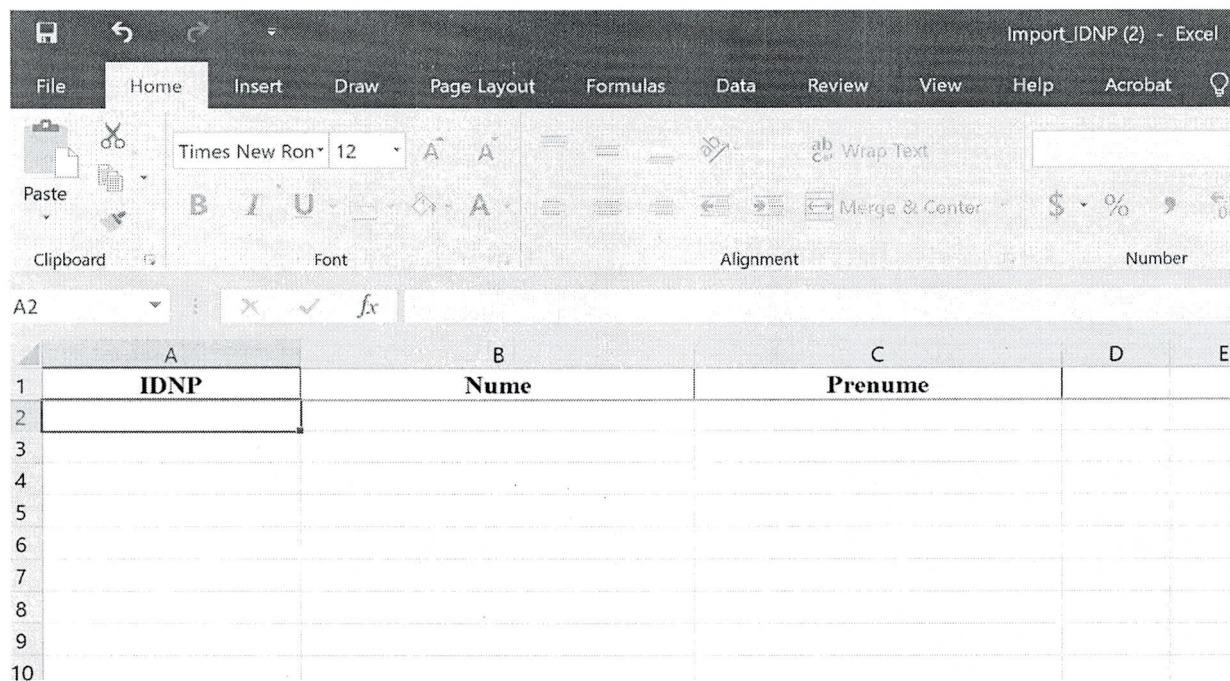 Import_IDNP (2) - Excel
File Home Insert Draw Page Layout Formulas Data Review View Help Acrobat
Times New Ron 12 A A ab Wrap Text
Paste
B I U A Merge & Center $ % 9
Clipboard Font Alignment Number
A2 fx
A B C D E
1 IDNP Nume Prenume
2
3
4
5
6
7
8
9
10